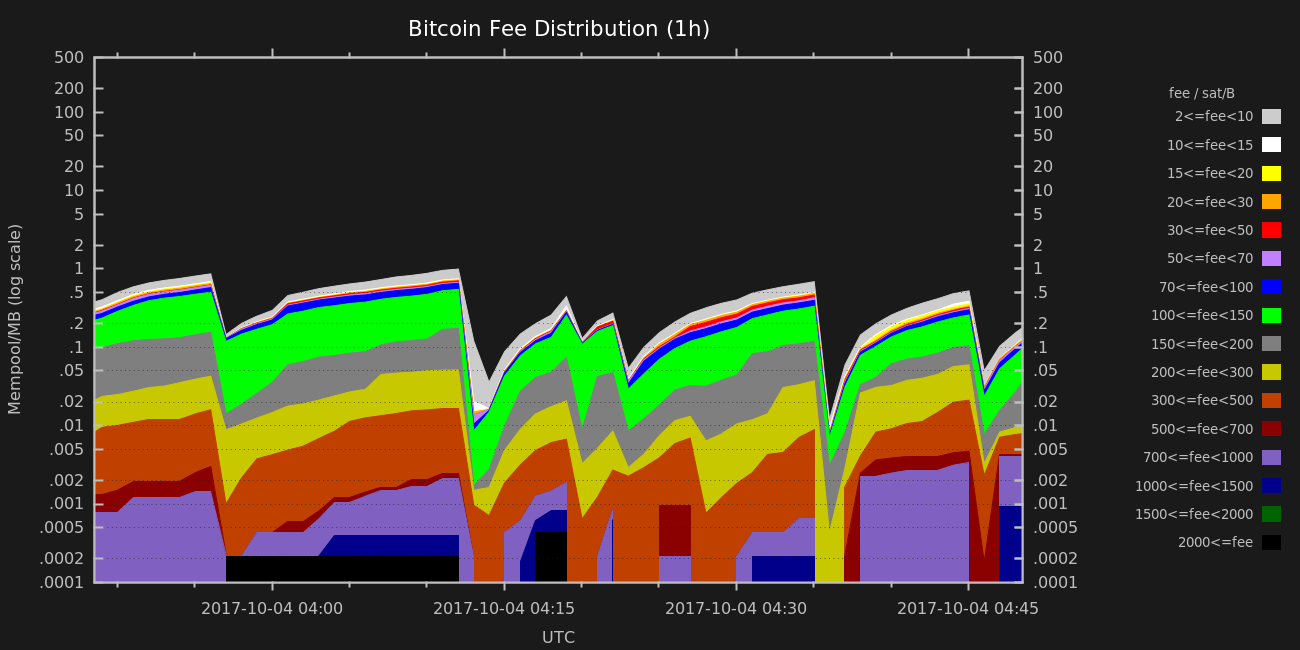 Bitcoin Fee Distribution (1h)
Mempool/MB (log scale)
500
200
100
50
20
10
5
2
1
.5
.2
.1
.05
.02
.01
.005
.002
.001
.0005
.0002
.0001
500
200
100
50
20
10
5
2
1
.5
.2
.1
.05
.02
.01
.005
.002
.001
.0005
.0002
.0001
2017-10-04 04:00
2017-10-04 04:15
2017-10-04 04:30
2017-10-04 04:45
UTC
fee / sat/B
2<=fee<10
10<=fee<15
15<=fee<20
20<=fee<30
30<=fee<50
50<=fee<70
70<=fee<100
100<=fee<150
150<=fee<200
200<=fee<300
300<=fee<500
500<=fee<700
700<=fee<1000
1000<=fee<1500
1500<=fee<2000
2000<=fee